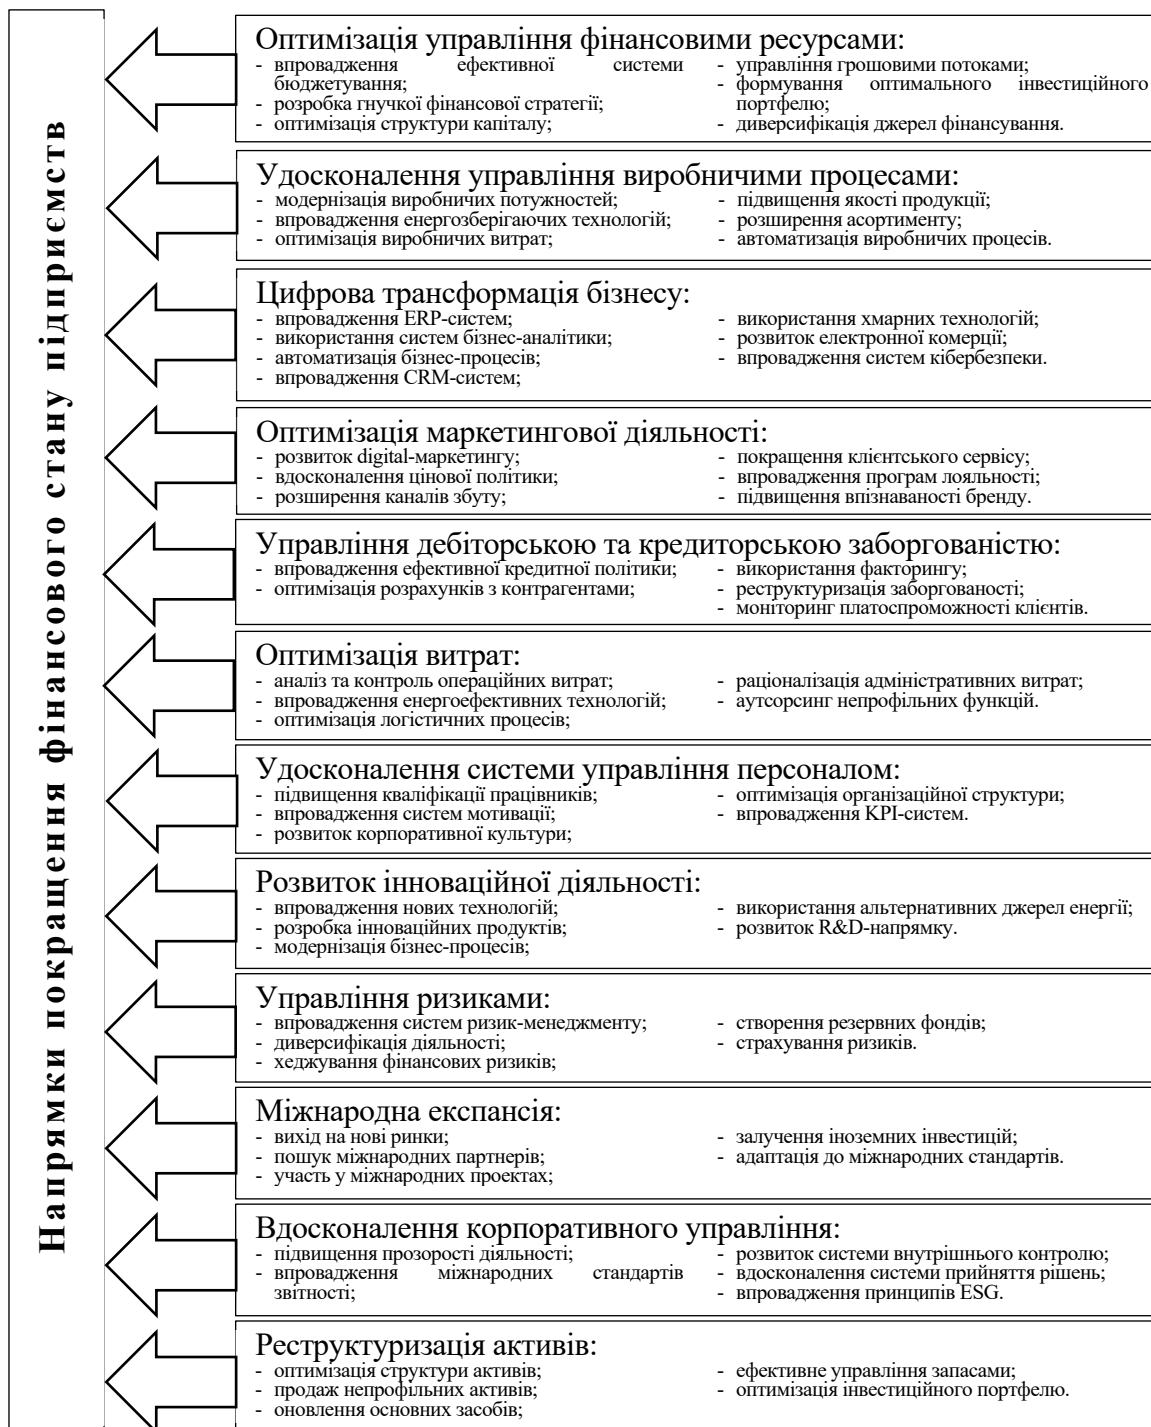 Напрямки покращення фінансового стану підприємств
Оптимізація управління фінансовими ресурсами:
- впровадження ефективної системи
бюджетування;
- розробка гнучкої фінансової стратегії;
- оптимізація структури капіталу;
- управління грошовими потоками;
- формування оптимального інвестиційного
портфелю;
- диверсифікація джерел фінансування.
Удосконалення управління виробничими процесами:
- модернізація виробничих потужностей;
- впровадження енергозберігаючих технологій;
- оптимізація виробничих витрат;
- підвищення якості продукції;
- розширення асортименту;
- автоматизація виробничих процесів.
Цифрова трансформація бізнесу:
- впровадження ERP-систем;
- використання систем бізнес-аналітики;
- автоматизація бізнес-процесів;
- впровадження CRM-систем;
- використання хмарних технологій;
- розвиток електронної комерції;
- впровадження систем кібербезпеки.
Оптимізація маркетингової діяльності:
- розвиток digital-маркетингу;
- вдосконалення цінової політики;
- розширення каналів збуту;
- покращення клієнтського сервісу;
- впровадження програм лояльності;
- підвищення впізнаваності бренду.
Управління дебіторською та кредиторською заборгованістю:
- впровадження ефективної кредитної політики;
- оптимізація розрахунків з контрагентами;
- використання факторингу;
- реструктуризація заборгованості;
- моніторинг платоспроможності клієнтів.
Оптимізація витрат:
- аналіз та контроль операційних витрат;
- впровадження енергоефективних технологій;
- оптимізація логістичних процесів;
- раціоналізація адміністративних витрат;
- аутсорсинг непрофільних функцій.
Удосконалення системи управління персоналом:
- підвищення кваліфікації працівників;
- впровадження систем мотивації;
- розвиток корпоративної культури;
- оптимізація організаційної структури;
- впровадження KPI-систем.
Розвиток інноваційної діяльності:
- впровадження нових технологій;
- розробка інноваційних продуктів;
- модернізація бізнес-процесів;
- використання альтернативних джерел енергії;
- розвиток R&D-напрямку.
Управління ризиками:
- впровадження систем ризик-менеджменту;
- диверсифікація діяльності;
- хеджування фінансових ризиків;
- створення резервних фондів;
- страхування ризиків.
Міжнародна експансія:
- вихід на нові ринки;
- пошук міжнародних партнерів;
- участь у міжнародних проектах;
- залучення іноземних інвестицій;
- адаптація до міжнародних стандартів.
Вдосконалення корпоративного управління:
- підвищення прозорості діяльності;
- впровадження міжнародних стандартів
звітності;
- розвиток системи внутрішнього контролю;
- вдосконалення системи прийняття рішень;
- впровадження принципів ESG.
Реструктуризація активів:
- оптимізація структури активів;
- продаж непрофільних активів;
- оновлення основних засобів;
- ефективне управління запасами;
- оптимізація інвестиційного портфелю.